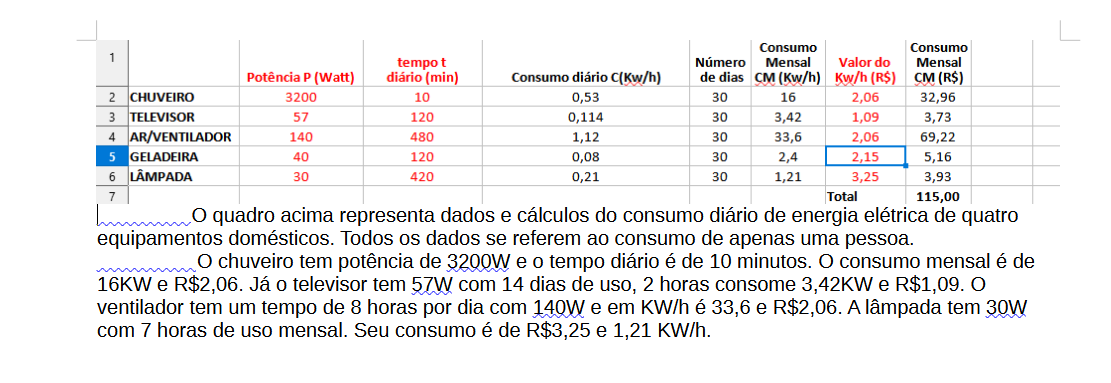 1 Potência P (Watt) tempo t diário (min) Consumo diário C(Kw/h) Número de dias Consumo Mensal CM (Kw/h) Valor do Kw/h (R$) Consumo Mensal CM (R$)
2 CHUVEIRO 3200 10 0,53 30 16 2,06 32,96
3 TELEVISOR 57 120 0,114 30 3,42 1,09 3,73
4 AR/VENTILADOR 140 480 1,12 30 33,6 2,06 69,22
5 GELADEIRA 40 120 0,08 30 2,4 2,15 5,16
6 LÂMPADA 30 420 0,21 30 1,21 3,25 3,93
7 Total 115,00
O quadro acima representa dados e cálculos do consumo diário de energia elétrica de quatro
equipamentos domésticos. Todos os dados se referem ao consumo de apenas uma pessoa.
O chuveiro tem potência de 3200W e o tempo diário é de 10 minutos. O consumo mensal é de
16KW e R$2,06. Já o televisor tem 57W com 14 dias de uso, 2 horas consome 3,42KW e R$1,09. O
ventilador tem um tempo de 8 horas por dia com 140W e em KW/h é 33,6 e R$2,06. A lâmpada tem 30W
com 7 horas de uso mensal. Seu consumo é de R$3,25 e 1,21 KW/h.